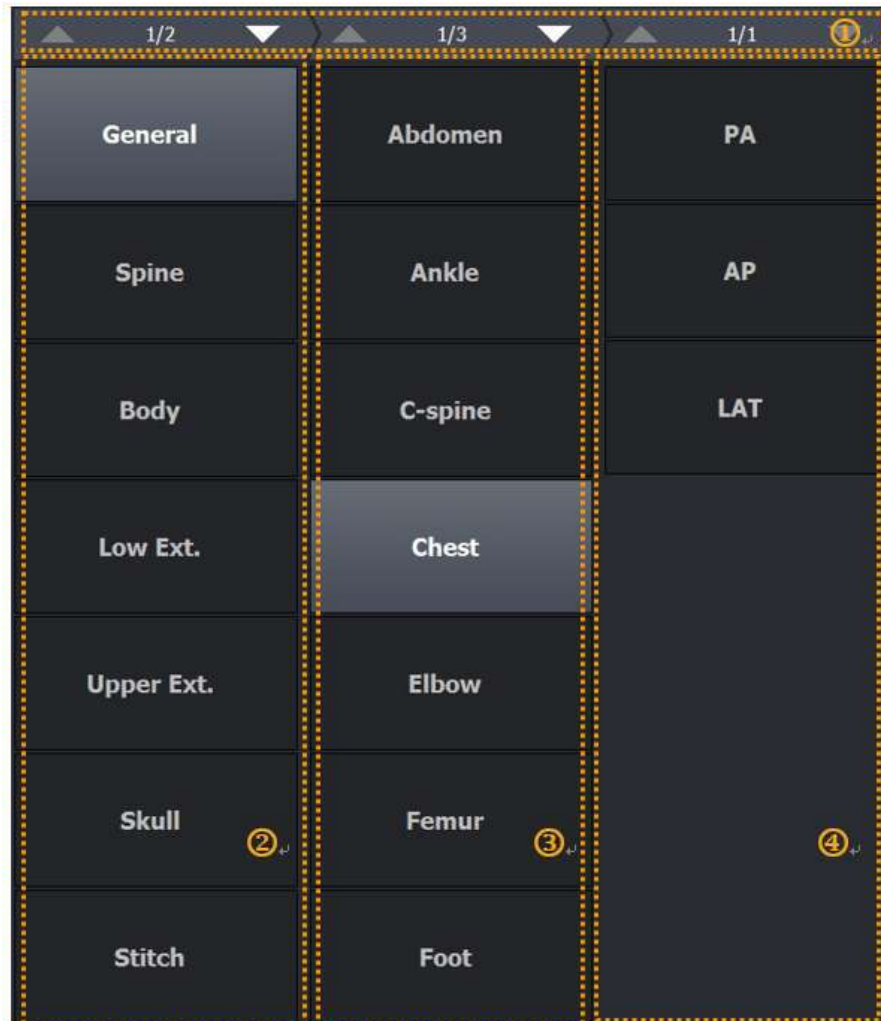 1/2 1/3 1/1 ①
General Abdomen PA
Spine Ankle AP
Body C-spine LAT
Low Ext. Chest
Upper Ext. Elbow
Skull Femur
② ③ ④
Stitch Foot